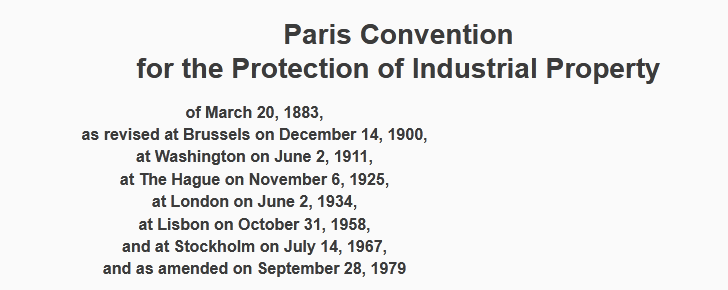 Paris Convention
for the Protection of Industrial Property
of March 20, 1883,
as revised at Brussels on December 14, 1900,
at Washington on June 2, 1911,
at The Hague on November 6, 1925,
at London on June 2, 1934,
at Lisbon on October 31, 1958,
and at Stockholm on July 14, 1967,
and as amended on September 28, 1979